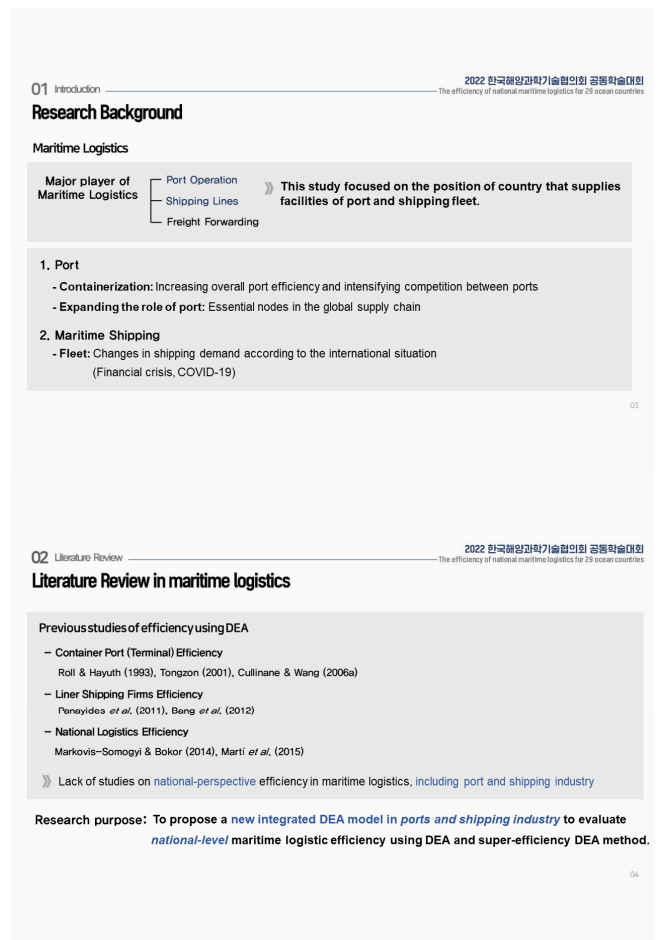 01 Introduction
2022 한국해양과학기술협의회 공동학술대회
The efficiency of national maritime logistics for 29 ocean countries
Research Background
Maritime Logistics
Major player of
Maritime Logistics
Port Operation
Shipping Lines
Freight Forwarding
》 This study focused on the position of country that supplies
facilities of port and shipping fleet.
1. Port
- Containerization: Increasing overall port efficiency and intensifying competition between ports
- Expanding the role of port: Essential nodes in the global supply chain
2. Maritime Shipping
- Fleet: Changes in shipping demand according to the international situation
(Financial crisis, COVID-19)
03
02 Literature Review
2022 한국해양과학기술협의회 공동학술대회
The efficiency of national maritime logistics for 29 ocean countries
Literature Review in maritime logistics
Previous studies of efficiency using DEA
– Container Port (Terminal) Efficiency
Roll & Hayuth (1993), Tongzon (2001), Cullinane & Wang (2006a)
– Liner Shipping Firms Efficiency
Panayides et al. (2011), Bang et al. (2012)
– National Logistics Efficiency
Markovis-Somogyi & Bokor (2014), Martí et al. (2015)
》 Lack of studies on national-perspective efficiency in maritime logistics, including port and shipping industry
Research purpose: To propose a new integrated DEA model in ports and shipping industry to evaluate
national-level maritime logistic efficiency using DEA and super-efficiency DEA method.
04